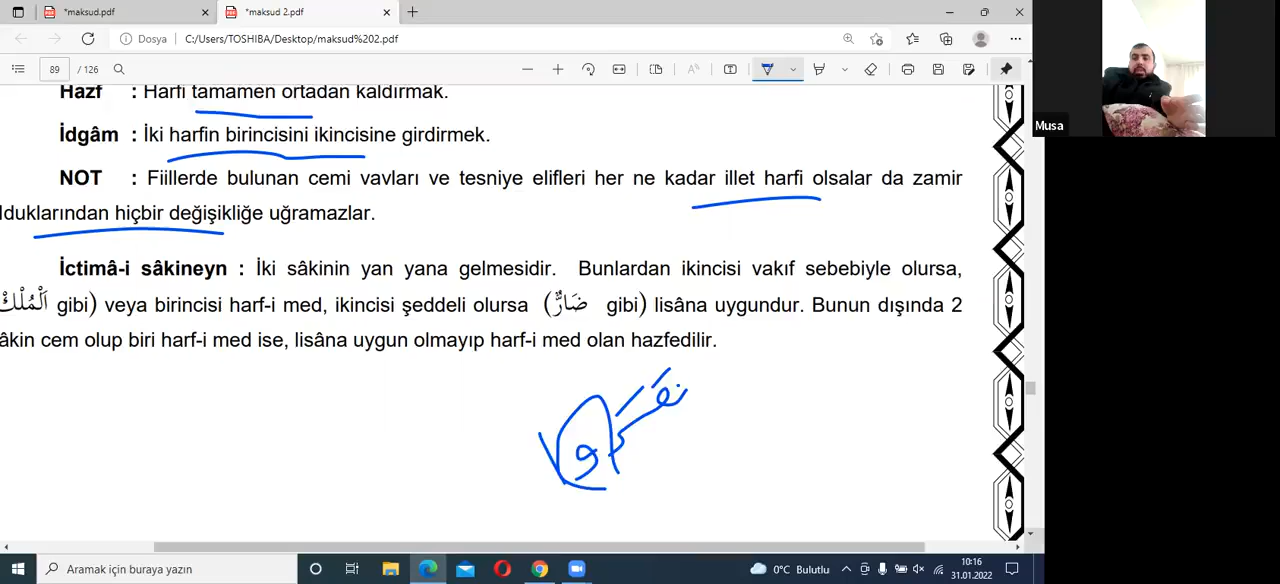 *maksud.pdf
*maksud 2.pdf
Dosya C:/Users/TOSHIBA/Desktop/maksud%202.pdf
89 / 126
Hazf : Harfi tamamen ortadan kaldırmak.
İdgâm : İki harfin birincisini ikincisine girdirmek.
NOT : Fiillerde bulunan cemi vavları ve tesniye elifleri her ne kadar illet harfi olsalar da zamir
lduklarından hiçbir değişikliğe uğramazlar.
İctimâ-i sâkineyn : İki sâkinin yan yana gelmesidir. Bunlardan ikincisi vakıf sebebiyle olursa,
اَلْمُلْكْ gibi) veya birincisi harf-i med, ikincisi şeddeli olursa (ضَارٌّ gibi) lisâna uygundur. Bunun dışında 2
âkin cem olup biri harf-i med ise, lisâna uygun olmayıp harf-i med olan hazfedilir.
Musa
Aramak için buraya yazın
0°C Bulutlu
10:16
31.01.2022